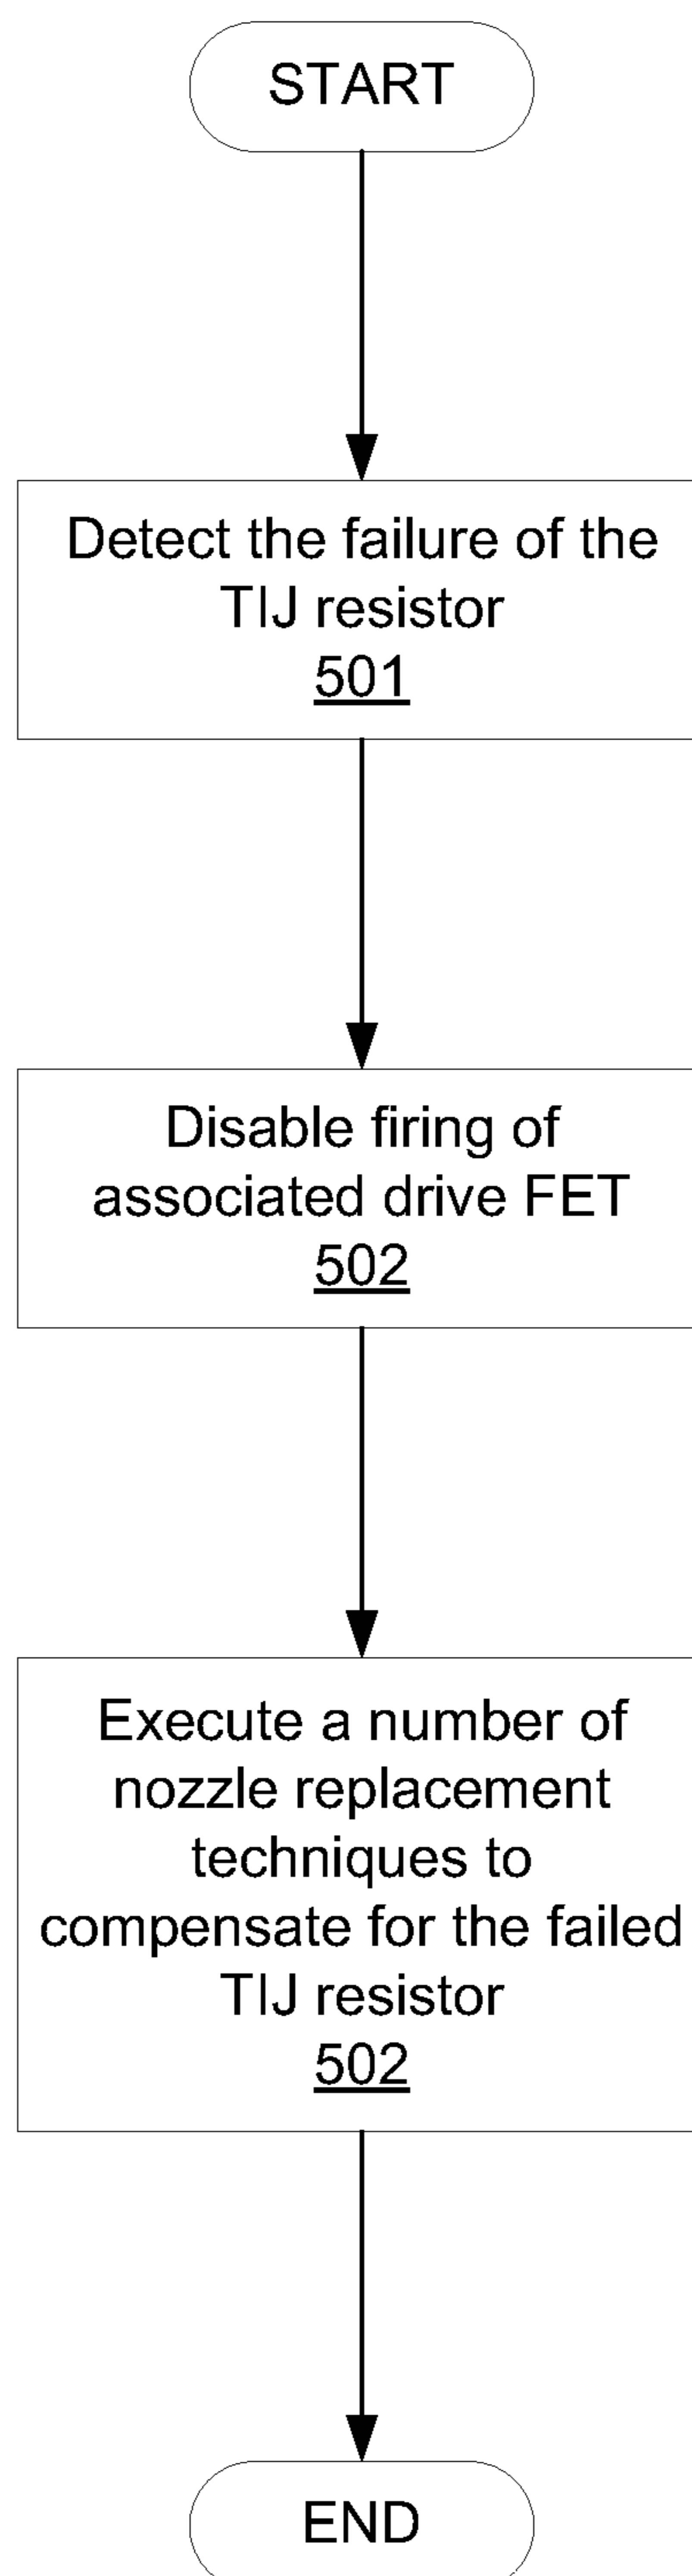 START
Detect the failure of the
TIJ resistor
501
Disable firing of
associated drive FET
502
Execute a number of
nozzle replacement
techniques to
compensate for the failed
TIJ resistor
502
END